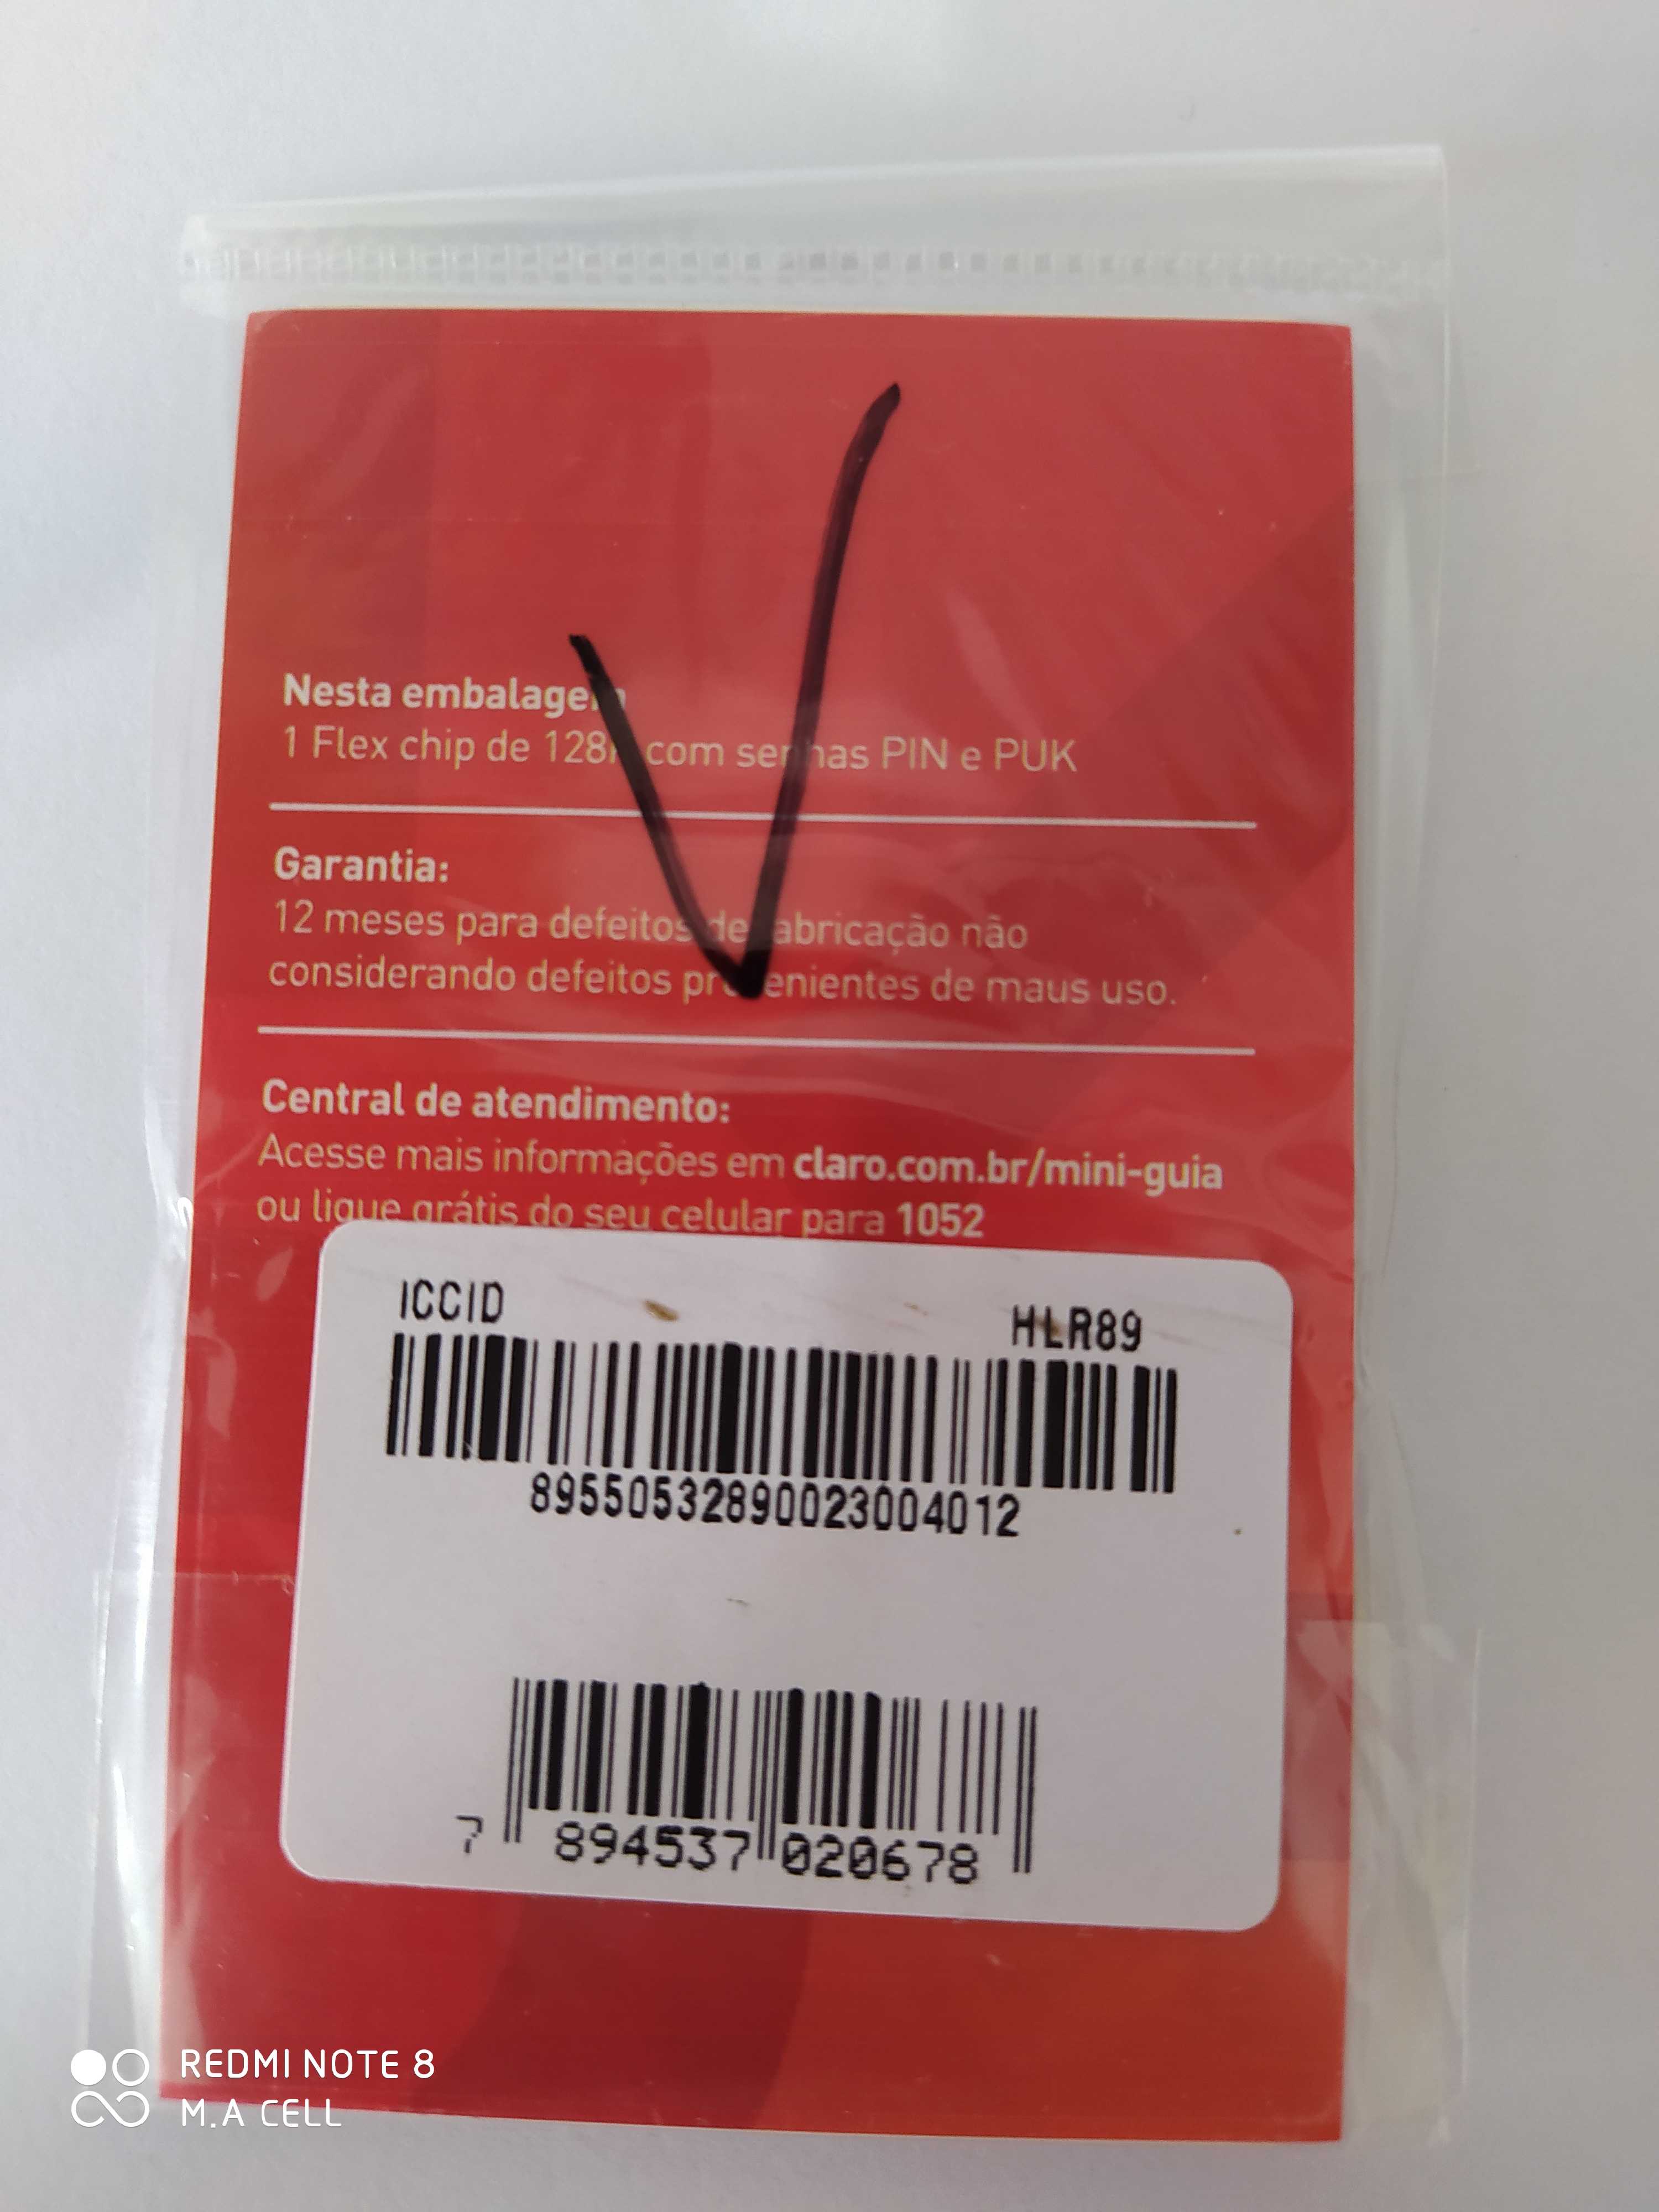 Nesta embalagem
1 Flex chip de 128K com senhas PIN e PUK
Garantia:
12 meses para defeitos de fabricação não
considerando defeitos provenientes de maus uso.
Central de atendimento:
Acesse mais informações em claro.com.br/mini-guia
ou ligue grátis do seu celular para 1052
ICCID HLR89
89550532890023004012
7 894537 020678
REDMI NOTE 8
M.A CELL